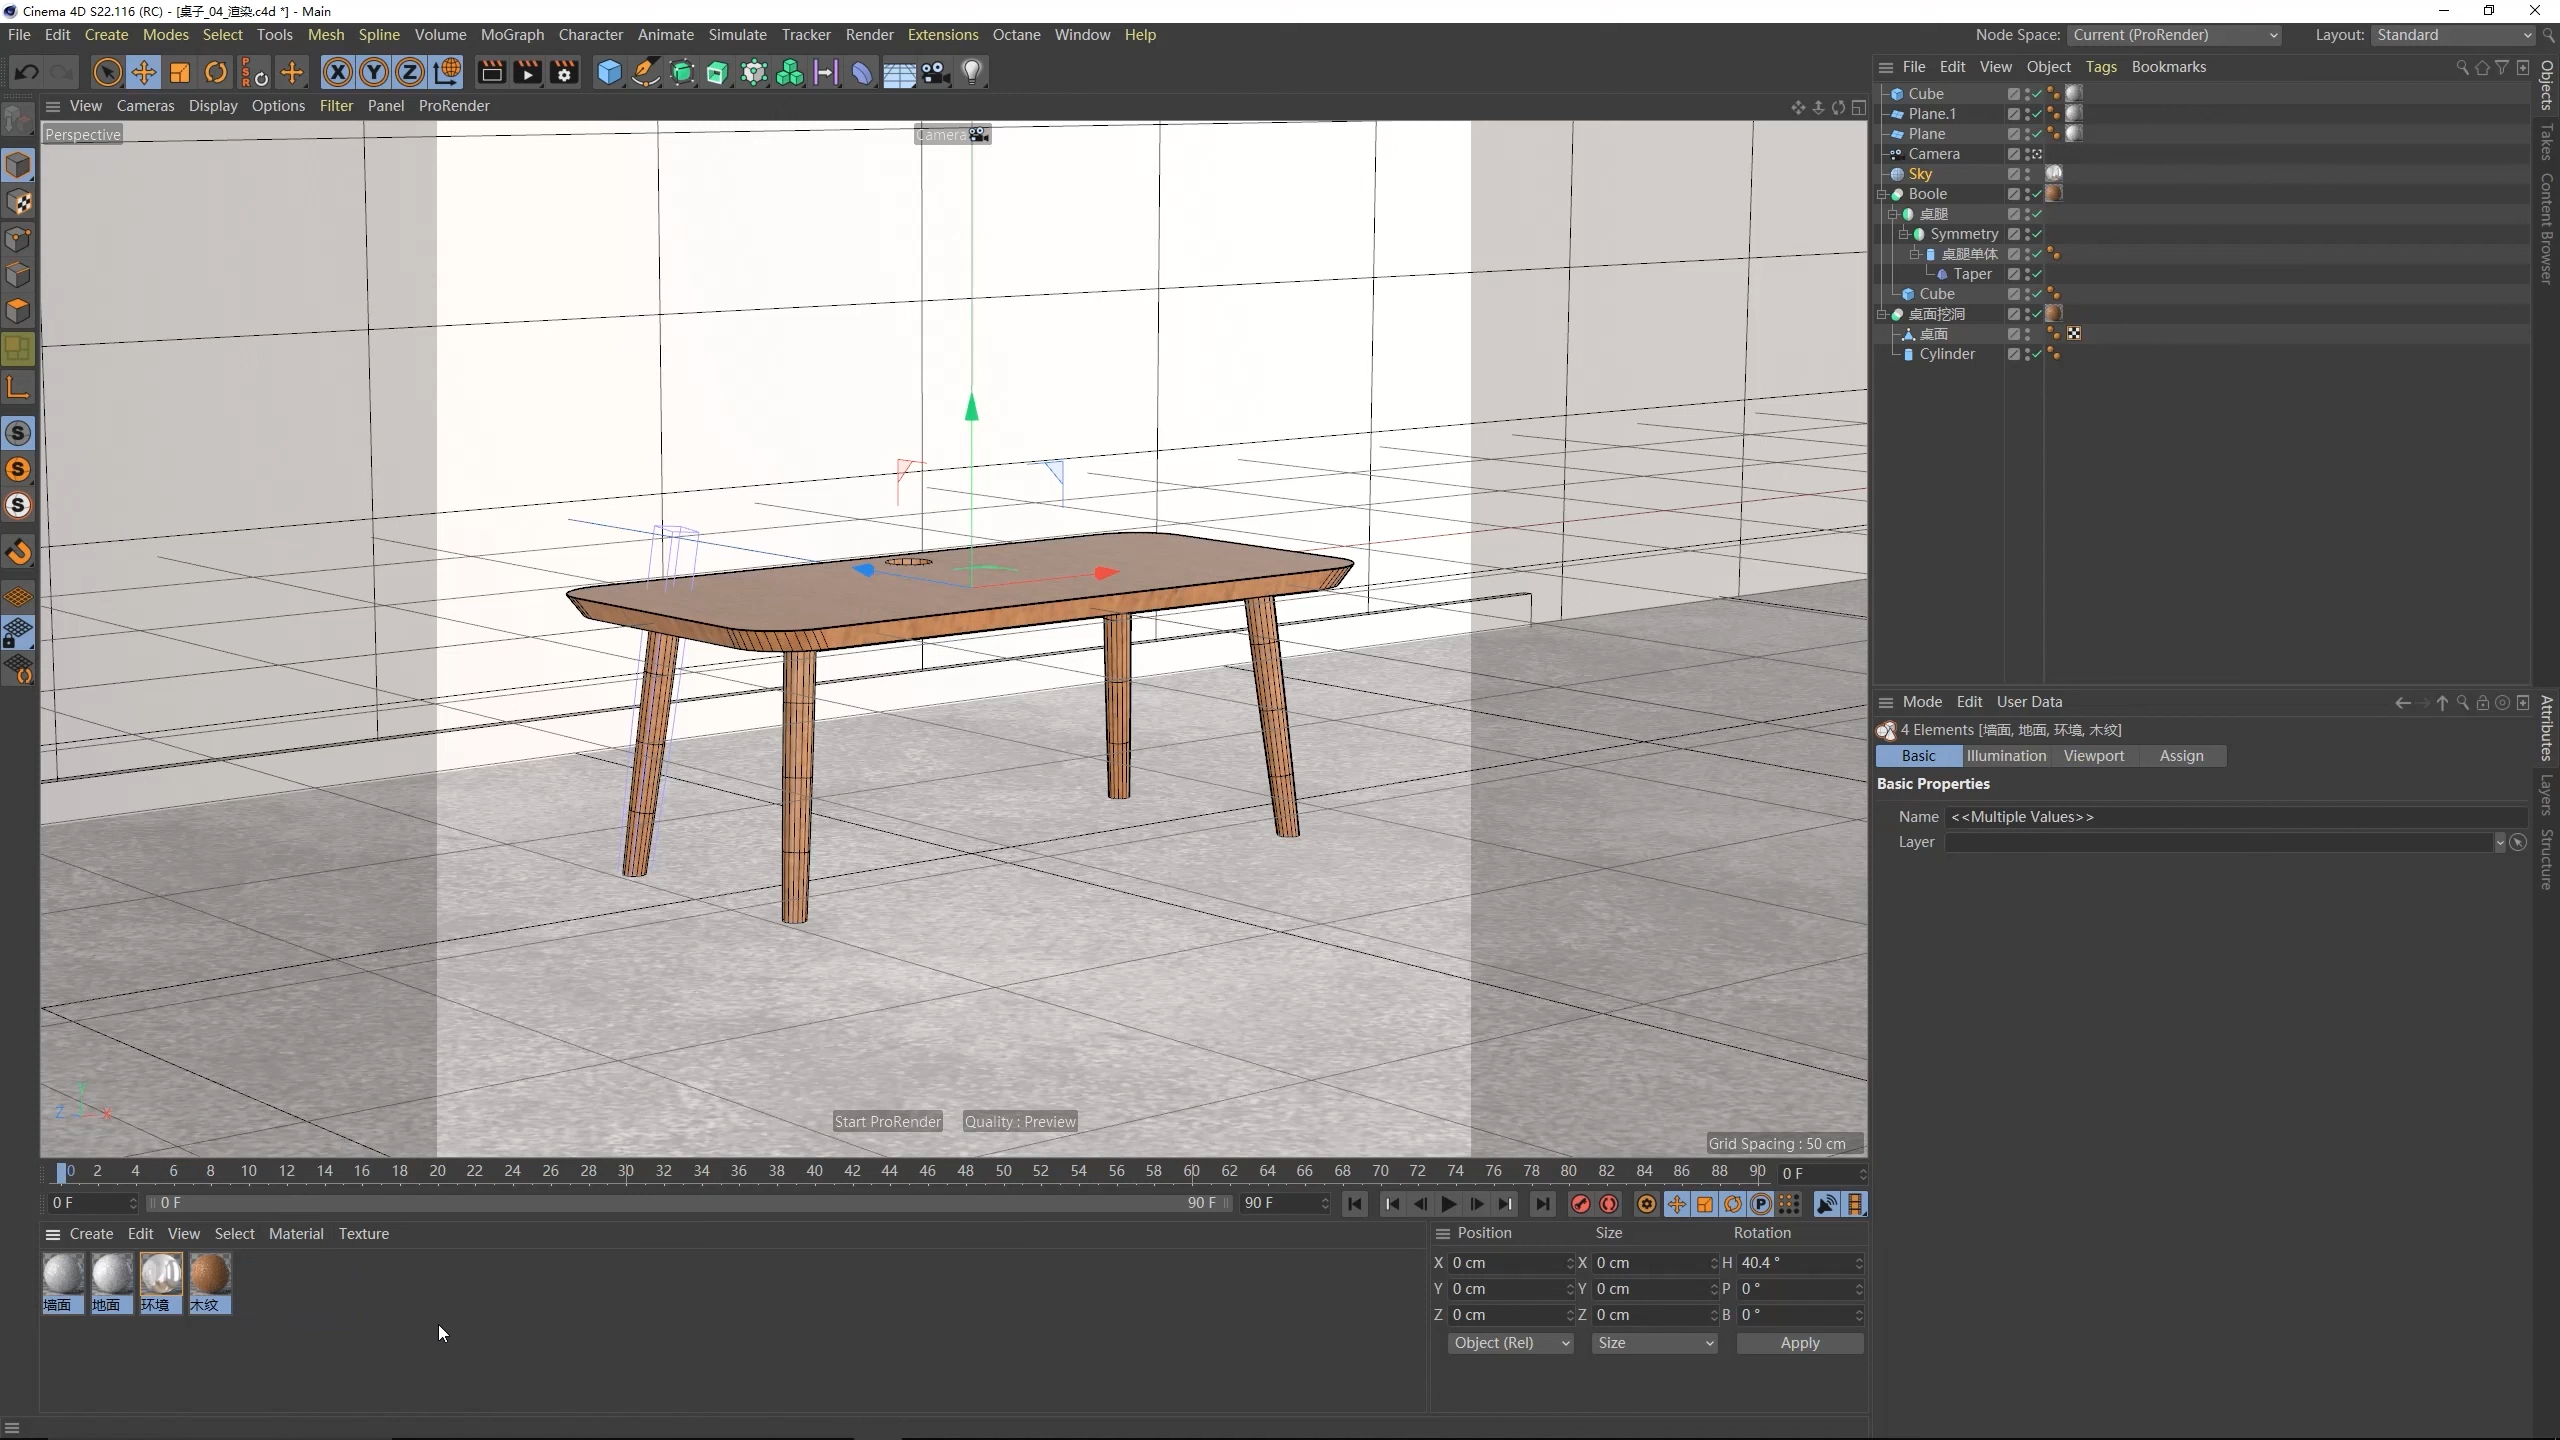 Cinema 4D S22.116 (RC) - [桌子_04_渲染.c4d *] - Main
File Edit Create Modes Select Tools Mesh Spline Volume MoGraph Character Animate Simulate Tracker Render Extensions Octane Window Help
Node Space: Current (ProRender) Layout: Standard
View Cameras Display Options Filter Panel ProRender
Perspective
Camera
Start ProRender Quality : Preview
Grid Spacing : 50 cm
Y
Z X
File Edit View Object Tags Bookmarks
Cube
Plane.1
Plane
Camera
Sky
Boole
桌腿
Symmetry
桌腿单体
Taper
Cube
桌面挖洞
桌面
Cylinder
Objects
Takes
Content Browser
Mode Edit User Data
4 Elements [墙面, 地面, 环境, 木纹]
Basic Illumination Viewport Assign
Basic Properties
Name <<Multiple Values>>
Layer
Attributes
Layers
Structure
0 2 4 6 8 10 12 14 16 18 20 22 24 26 28 30 32 34 36 38 40 42 44 46 48 50 52 54 56 58 60 62 64 66 68 70 72 74 76 78 80 82 84 86 88 90 0 F
0 F 0 F 90 F 90 F
Create Edit View Select Material Texture
墙面 地面 环境 木纹
Position Size Rotation
X 0 cm X 0 cm H 40.4 °
Y 0 cm Y 0 cm P 0 °
Z 0 cm Z 0 cm B 0 °
Object (Rel) Size Apply